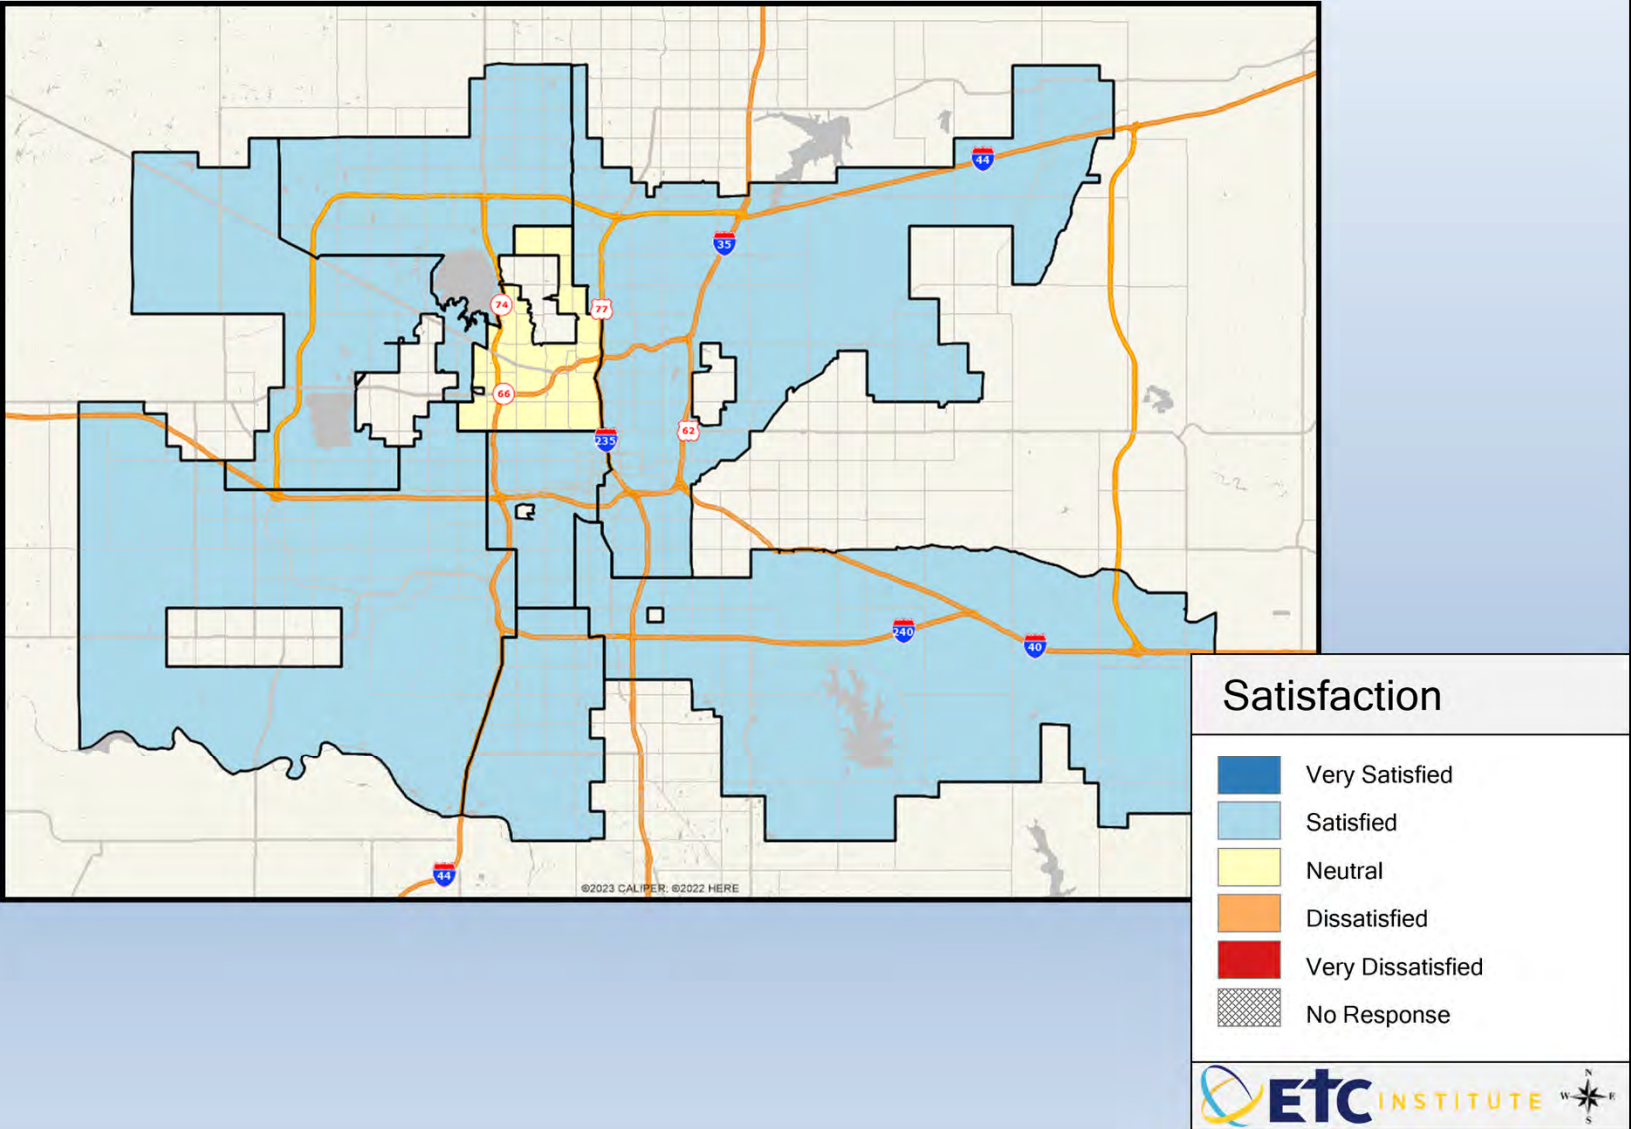 44
35
74
77
66
235
62
240
40
44
©2023 CALIPER; ©2022 HERE
Satisfaction
Very Satisfied
Satisfied
Neutral
Dissatisfied
Very Dissatisfied
No Response
ETC INSTITUTE
N
W E
S